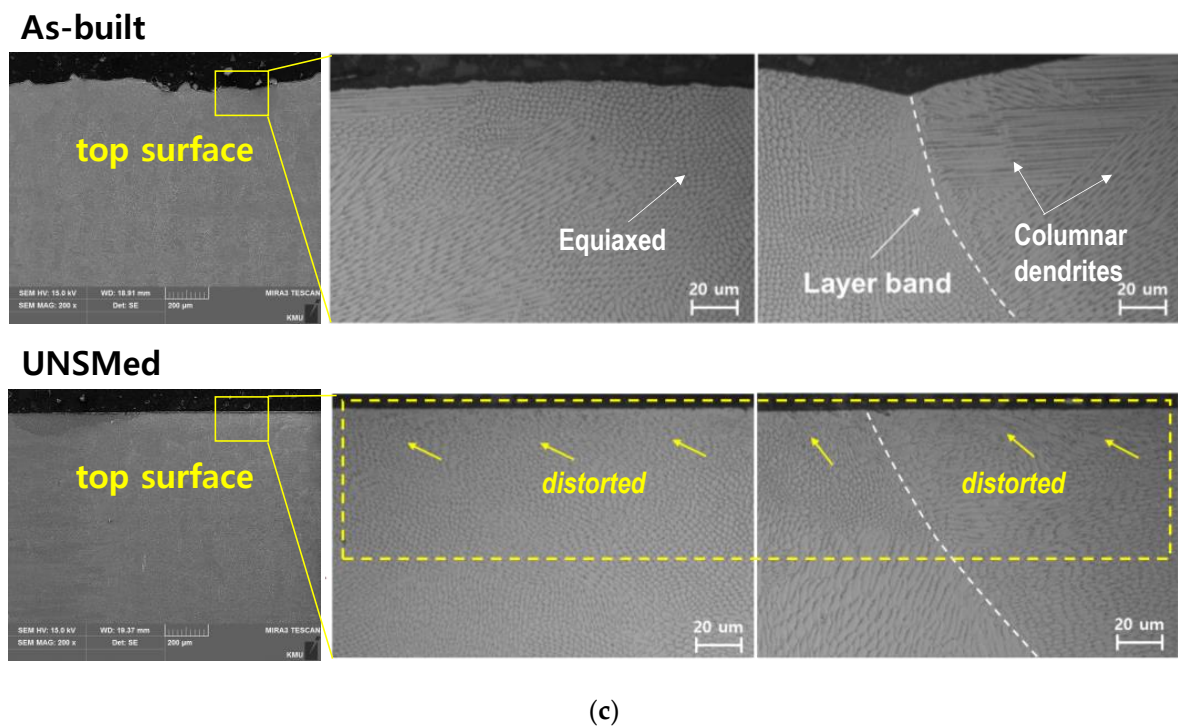 As-built
top surface
SEM HV: 15.0 kV WD: 18.91 mm MIRA3 TESCAN
SEM MAG: 200 x Det: SE 200 µm
KMU
Equiaxed
20 um
Layer band
Columnar
dendrites
20 um
UNSMed
top surface
SEM HV: 15.0 kV WD: 19.37 mm MIRA3 TESCAN
SEM MAG: 200 x Det: SE 200 µm
KMU
distorted
20 um
distorted
20 um
(c)